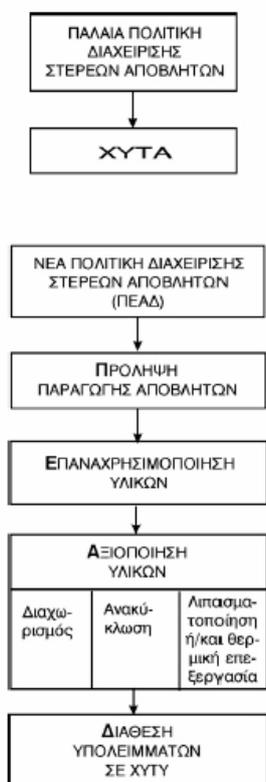 ΠΑΛΑΙΑ ΠΟΛΙΤΙΚΗ
ΔΙΑΧΕΙΡΙΣΗΣ
ΣΤΕΡΕΩΝ ΑΠΟΒΛΗΤΩΝ
ΧΥΤΑ
ΝΕΑ ΠΟΛΙΤΙΚΗ ΔΙΑΧΕΙΡΙΣΗΣ
ΣΤΕΡΕΩΝ ΑΠΟΒΛΗΤΩΝ
(ΠΕΑΔ)
ΠΡΟΛΗΨΗ
ΠΑΡΑΓΩΓΗΣ ΑΠΟΒΛΗΤΩΝ
ΕΠΑΝΑΧΡΗΣΙΜΟΠΟΙΗΣΗ
ΥΛΙΚΩΝ
ΑΞΙΟΠΟΙΗΣΗ
ΥΛΙΚΩΝ
Διαχω-
ρισμός
Ανακύ-
κλωση
Λιπασμα-
τοποίηση
ή/και θερ-
μική επε-
ξεργασία
ΔΙΑΘΕΣΗ
ΥΠΟΛΕΙΜΜΑΤΩΝ
ΣΕ ΧΥΤΥ